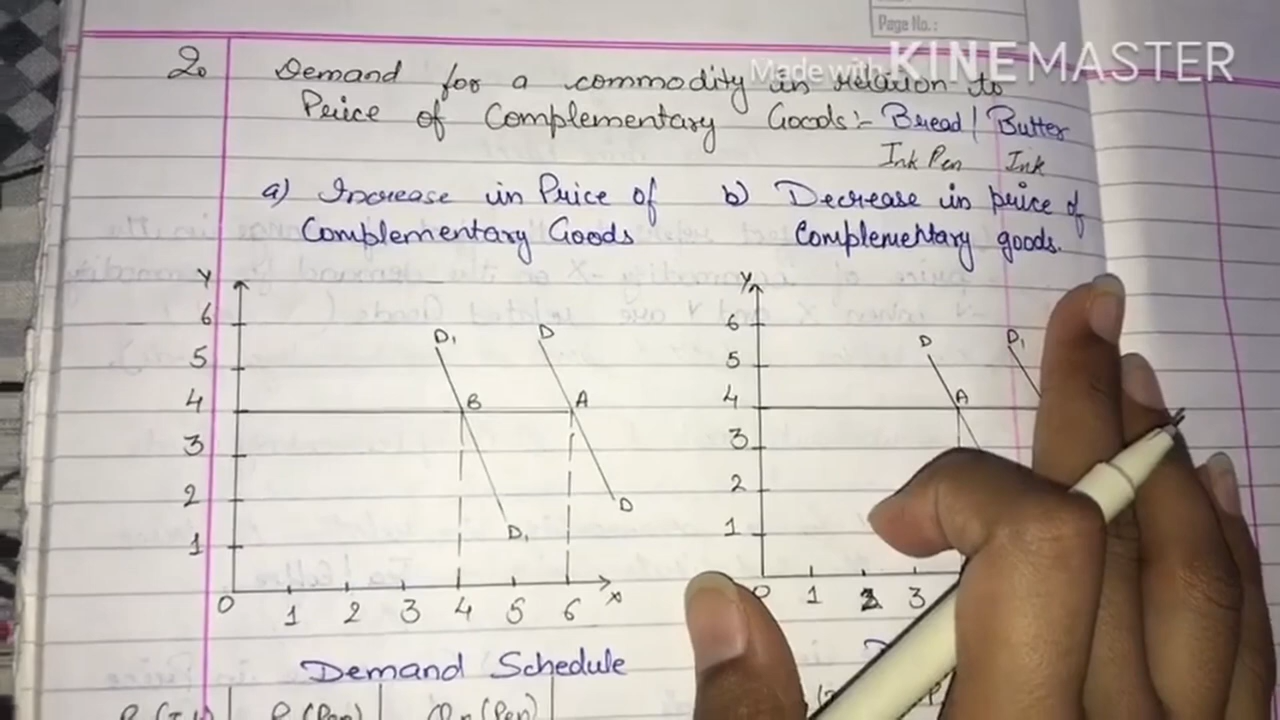 Page No.:
Made with KINEMASTER
2. Demand for a commodity in relation to
Price of Complementary Goods:- Bread / Butter
Ink Pen Ink
a) Increase in Price of
Complementary Goods
b) Decrease in price of
Complementary goods.
Y
6
5
4
3
2
1
0 1 2 3 4 5 6 X
D1 D
B A
D
D1
Y
6
5
4
3
2
1
0 1 2 3
D D1
A
Demand Schedule